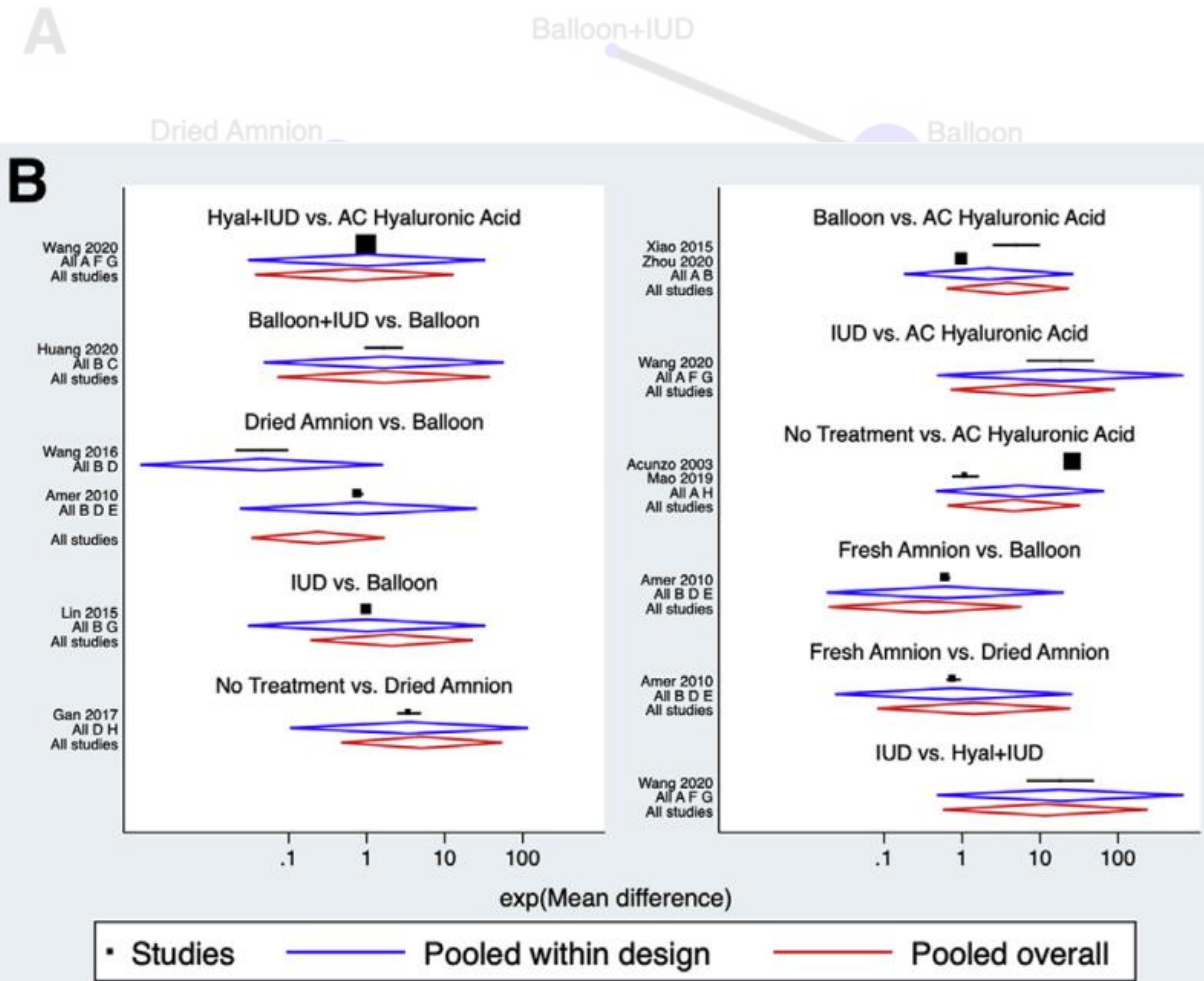 A
Balloon+IUD
Dried Amnion
Balloon
B
Hyal+IUD vs. AC Hyaluronic Acid
Wang 2020
All A F G
All studies
Balloon+IUD vs. Balloon
Huang 2020
All B C
All studies
Dried Amnion vs. Balloon
Wang 2016
All B D
Amer 2010
All B D E
All studies
IUD vs. Balloon
Lin 2015
All B G
All studies
No Treatment vs. Dried Amnion
Gan 2017
All D H
All studies
.1 1 10 100
Balloon vs. AC Hyaluronic Acid
Xiao 2015
Zhou 2020
All A B
All studies
IUD vs. AC Hyaluronic Acid
Wang 2020
All A F G
All studies
No Treatment vs. AC Hyaluronic Acid
Acunzo 2003
Mao 2019
All A H
All studies
Fresh Amnion vs. Balloon
Amer 2010
All B D E
All studies
Fresh Amnion vs. Dried Amnion
Amer 2010
All B D E
All studies
IUD vs. Hyal+IUD
Wang 2020
All A F G
All studies
.1 1 10 100
exp(Mean difference)
Studies Pooled within design Pooled overall